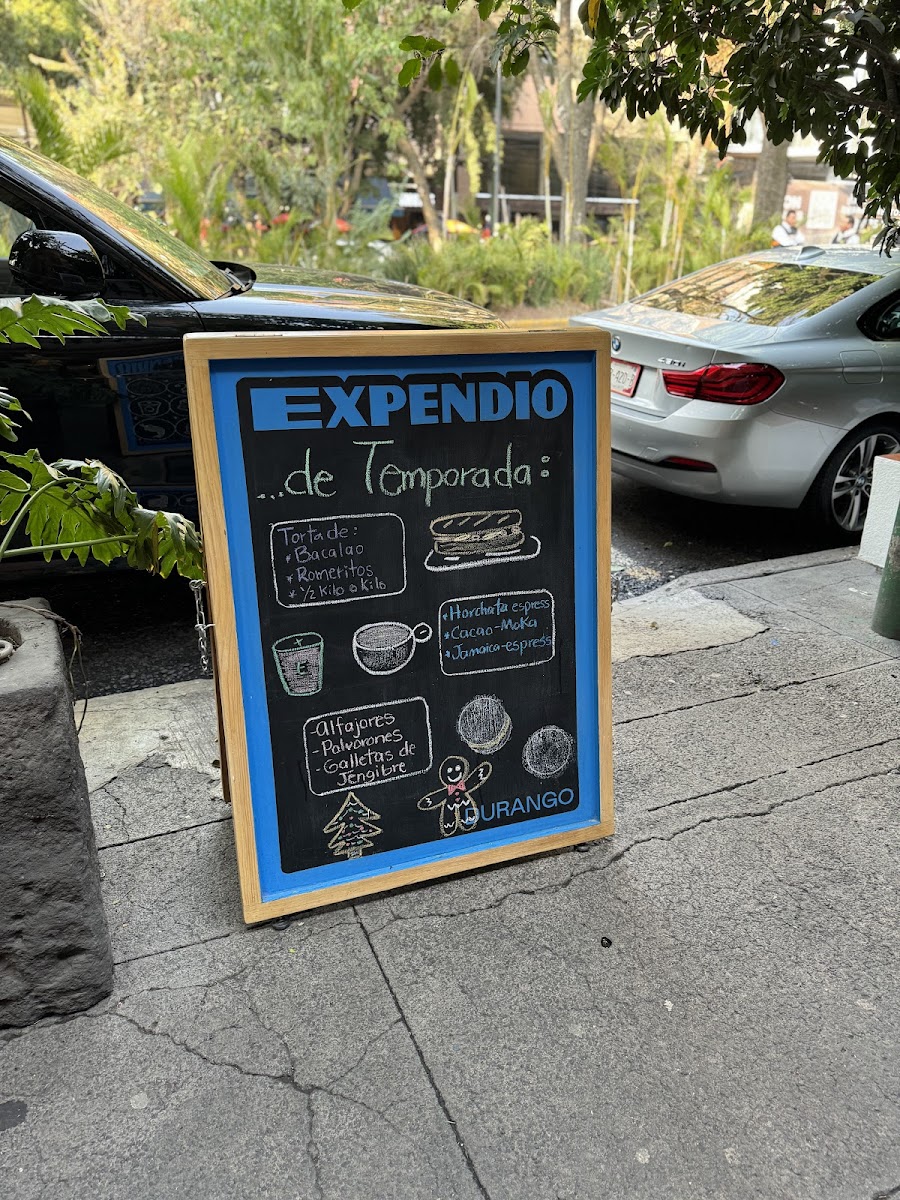 EXPENDIO
...de Temporada:
Torta de:
*Bacalao
*Romeritos
*½ Kilo o Kilo
*Horchata espress
*Cacao-Moka
*Jamaica-espress
E
-Alfajores
-Polvorones
-Galletas de
Jengibre
DURANGO